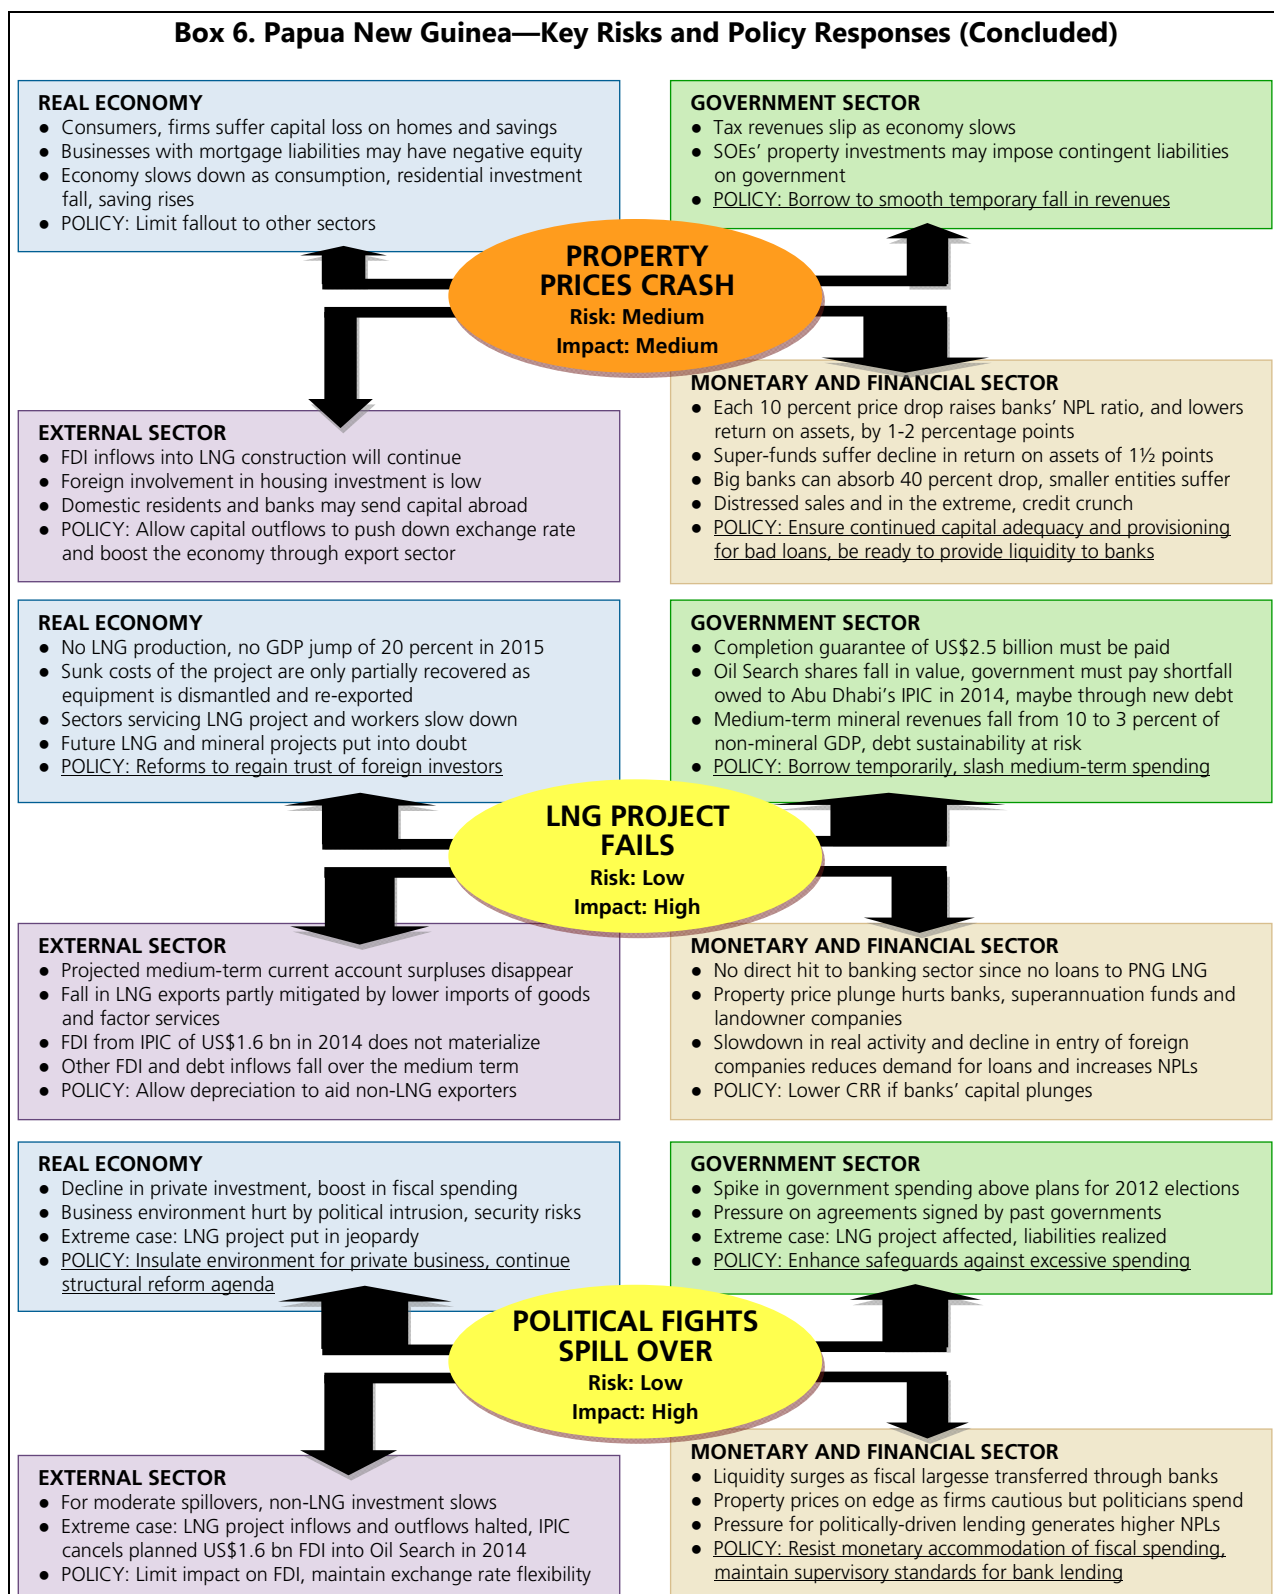 Box 6. Papua New Guinea—Key Risks and Policy Responses (Concluded)
REAL ECONOMY
● Consumers, firms suffer capital loss on homes and savings
● Businesses with mortgage liabilities may have negative equity
● Economy slows down as consumption, residential investment
fall, saving rises
● POLICY: Limit fallout to other sectors
GOVERNMENT SECTOR
● Tax revenues slip as economy slows
● SOEs’ property investments may impose contingent liabilities
on government
● POLICY: Borrow to smooth temporary fall in revenues
PROPERTY
PRICES CRASH
Risk: Medium
Impact: Medium
EXTERNAL SECTOR
● FDI inflows into LNG construction will continue
● Foreign involvement in housing investment is low
● Domestic residents and banks may send capital abroad
● POLICY: Allow capital outflows to push down exchange rate
and boost the economy through export sector
MONETARY AND FINANCIAL SECTOR
● Each 10 percent price drop raises banks’ NPL ratio, and lowers
return on assets, by 1-2 percentage points
● Super-funds suffer decline in return on assets of 1½ points
● Big banks can absorb 40 percent drop, smaller entities suffer
● Distressed sales and in the extreme, credit crunch
● POLICY: Ensure continued capital adequacy and provisioning
for bad loans, be ready to provide liquidity to banks
REAL ECONOMY
● No LNG production, no GDP jump of 20 percent in 2015
● Sunk costs of the project are only partially recovered as
equipment is dismantled and re-exported
● Sectors servicing LNG project and workers slow down
● Future LNG and mineral projects put into doubt
● POLICY: Reforms to regain trust of foreign investors
GOVERNMENT SECTOR
● Completion guarantee of US$2.5 billion must be paid
● Oil Search shares fall in value, government must pay shortfall
owed to Abu Dhabi’s IPIC in 2014, maybe through new debt
● Medium-term mineral revenues fall from 10 to 3 percent of
non-mineral GDP, debt sustainability at risk
● POLICY: Borrow temporarily, slash medium-term spending
LNG PROJECT
FAILS
Risk: Low
Impact: High
EXTERNAL SECTOR
● Projected medium-term current account surpluses disappear
● Fall in LNG exports partly mitigated by lower imports of goods
and factor services
● FDI from IPIC of US$1.6 bn in 2014 does not materialize
● Other FDI and debt inflows fall over the medium term
● POLICY: Allow depreciation to aid non-LNG exporters
MONETARY AND FINANCIAL SECTOR
● No direct hit to banking sector since no loans to PNG LNG
● Property price plunge hurts banks, superannuation funds and
landowner companies
● Slowdown in real activity and decline in entry of foreign
companies reduces demand for loans and increases NPLs
● POLICY: Lower CRR if banks’ capital plunges
REAL ECONOMY
● Decline in private investment, boost in fiscal spending
● Business environment hurt by political intrusion, security risks
● Extreme case: LNG project put in jeopardy
● POLICY: Insulate environment for private business, continue
structural reform agenda
GOVERNMENT SECTOR
● Spike in government spending above plans for 2012 elections
● Pressure on agreements signed by past governments
● Extreme case: LNG project affected, liabilities realized
● POLICY: Enhance safeguards against excessive spending
POLITICAL FIGHTS
SPILL OVER
Risk: Low
Impact: High
EXTERNAL SECTOR
● For moderate spillovers, non-LNG investment slows
● Extreme case: LNG project inflows and outflows halted, IPIC
cancels planned US$1.6 bn FDI into Oil Search in 2014
● POLICY: Limit impact on FDI, maintain exchange rate flexibility
MONETARY AND FINANCIAL SECTOR
● Liquidity surges as fiscal largesse transferred through banks
● Property prices on edge as firms cautious but politicians spend
● Pressure for politically-driven lending generates higher NPLs
● POLICY: Resist monetary accommodation of fiscal spending,
maintain supervisory standards for bank lending